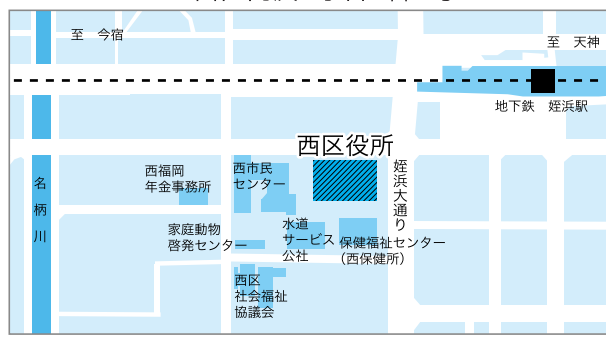 至　今宿
至　天神
地下鉄　姪浜駅
西区役所
姪浜大通り
西福岡
年金事務所
西市民
センター
名柄川
家庭動物
啓発センター
水道
サービス
公社
保健福祉センター
（西保健所）
西区
社会福祉
協議会